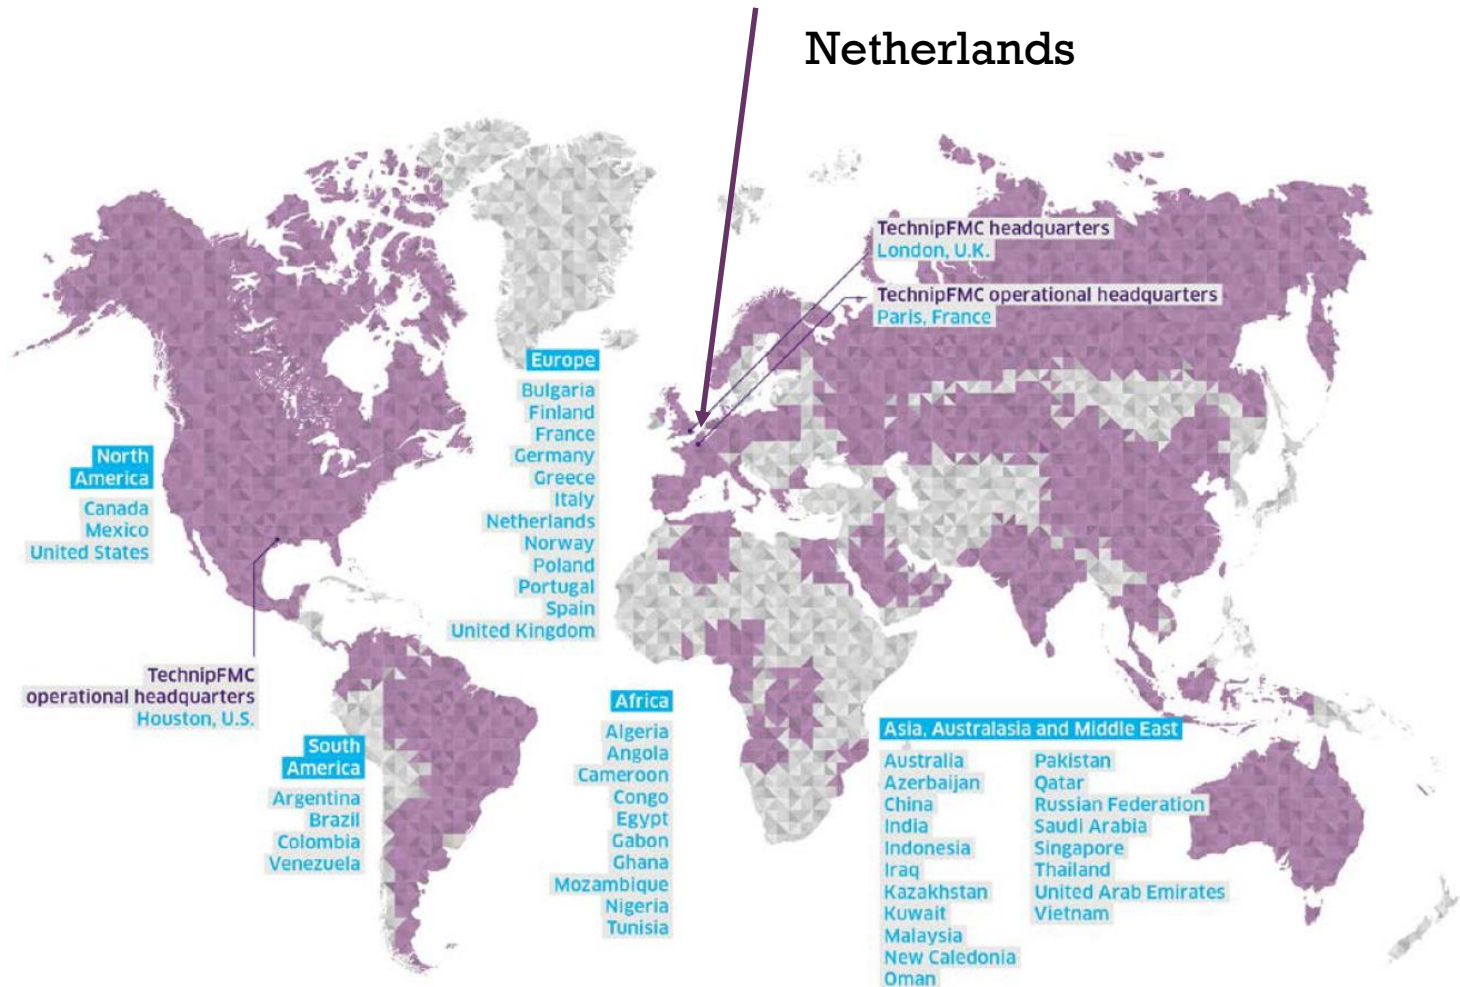 Netherlands
TechnipFMC headquarters
London, U.K.
TechnipFMC operational headquarters
Paris, France
Europe
Bulgaria
Finland
France
Germany
Greece
Italy
Netherlands
Norway
Poland
Portugal
Spain
United Kingdom
North
America
Canada
Mexico
United States
TechnipFMC
operational headquarters
Houston, U.S.
South
America
Argentina
Brazil
Colombia
Venezuela
Africa
Algeria
Angola
Cameroon
Congo
Egypt
Gabon
Ghana
Mozambique
Nigeria
Tunisia
Asia, Australasia and Middle East
Australia
Azerbaijan
China
India
Indonesia
Iraq
Kazakhstan
Kuwait
Malaysia
New Caledonia
Oman
Pakistan
Qatar
Russian Federation
Saudi Arabia
Singapore
Thailand
United Arab Emirates
Vietnam